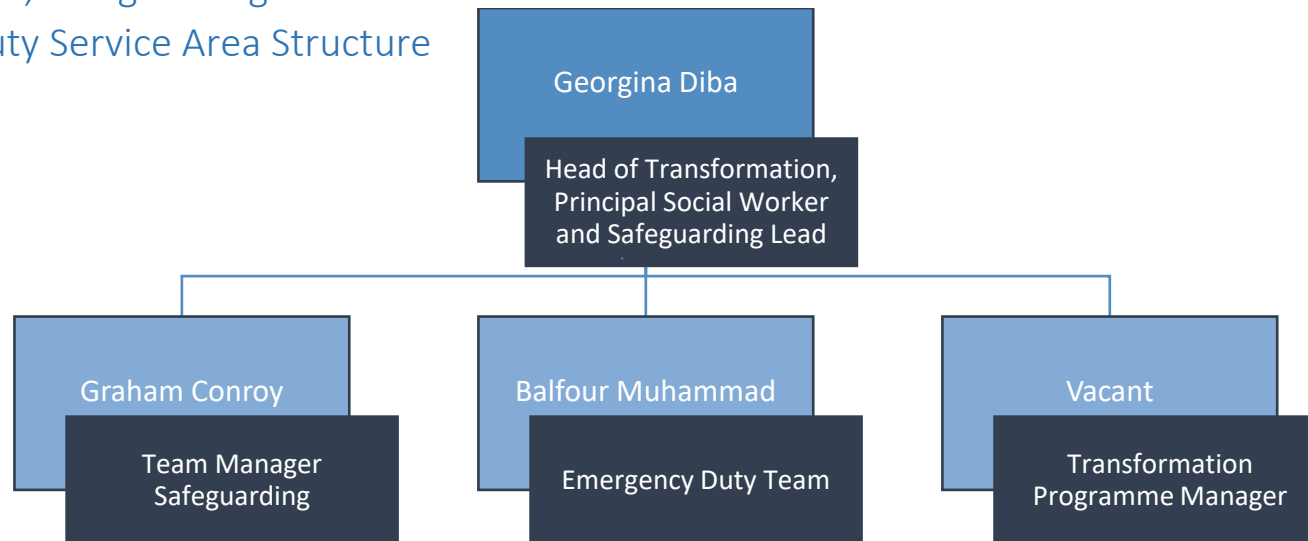 uty Service Area Structure
Georgina Diba
Head of Transformation,
Principal Social Worker
and Safeguarding Lead
Graham Conroy
Team Manager
Safeguarding
Balfour Muhammad
Emergency Duty Team
Vacant
Transformation
Programme Manager